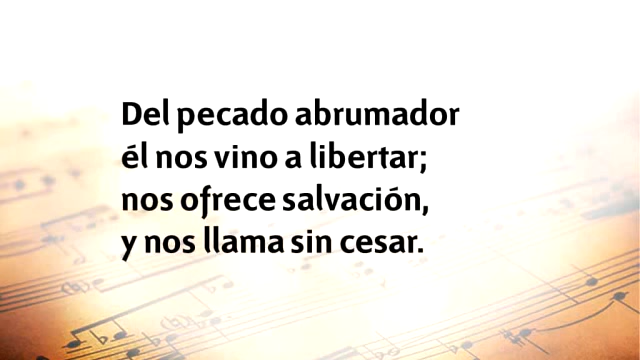 Del pecado abrumador
él nos vino a libertar;
nos ofrece salvación,
y nos llama sin cesar.